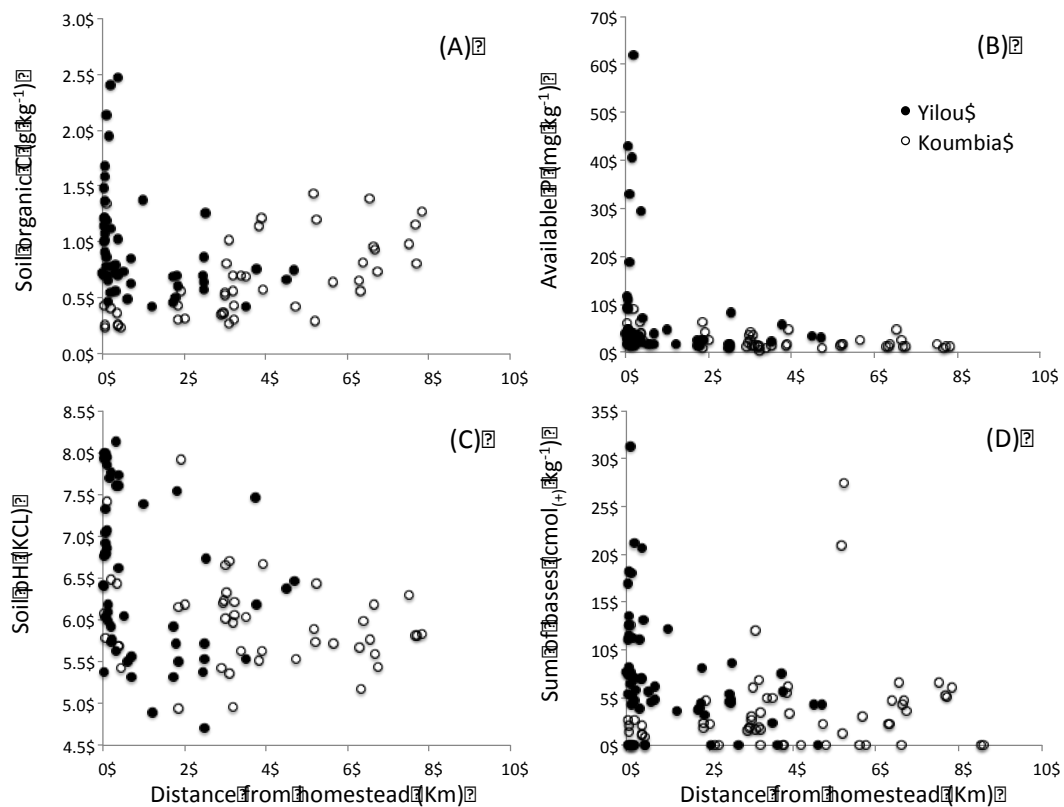 3.0$
2.5$
2.0$
1.5$
1.0$
0.5$
0.0$
0$ 2$ 4$ 6$ 8$ 10$
Soil⍰organic⍰C⍰(g⍰kg⁻¹)⍰
(A)⍰
70$
60$
50$
40$
30$
20$
10$
0$
0$ 2$ 4$ 6$ 8$ 10$
Available⍰P⍰(mg⍰kg⁻¹)⍰
(B)⍰
Yilou$
Koumbia$
8.5$
8.0$
7.5$
7.0$
6.5$
6.0$
5.5$
5.0$
4.5$
0$ 2$ 4$ 6$ 8$ 10$
Soil⍰pH⍰(KCL)⍰
(C)⍰
Distance⍰from⍰homestead⍰(Km)⍰
35$
30$
25$
20$
15$
10$
5$
0$
0$ 2$ 4$ 6$ 8$ 10$
Sum⍰of⍰bases⍰(cmol₍₊₎⍰kg⁻¹)⍰
(D)⍰
Distance⍰from⍰homestead⍰(Km)⍰